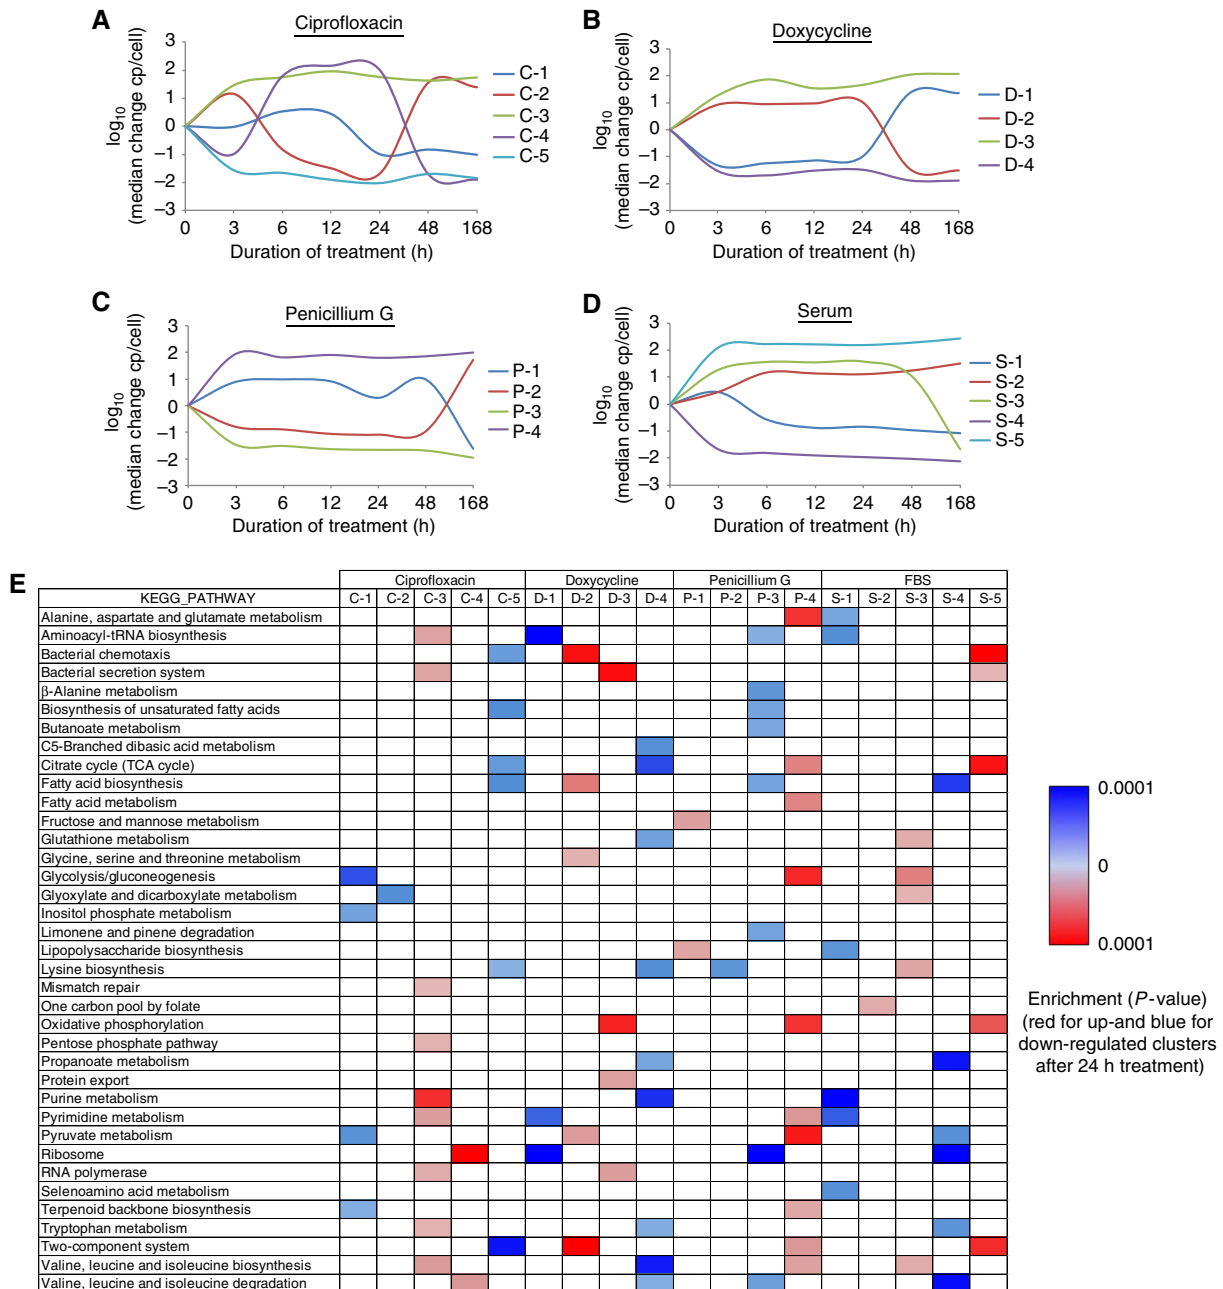 A
Ciprofloxacin
log10
(median change cp/cell)
3
2
1
0
–1
–2
–3
0 3 6 12 24 48 168
Duration of treatment (h)
C-1
C-2
C-3
C-4
C-5
B
Doxycycline
log10
(median change cp/cell)
3
2
1
0
–1
–2
–3
0 3 6 12 24 48 168
Duration of treatment (h)
D-1
D-2
D-3
D-4
C
Penicillium G
log10
(median change cp/cell)
3
2
1
0
–1
–2
–3
0 3 6 12 24 48 168
Duration of treatment (h)
P-1
P-2
P-3
P-4
D
Serum
log10
(median change cp/cell)
3
2
1
0
–1
–2
–3
0 3 6 12 24 48 168
Duration of treatment (h)
S-1
S-2
S-3
S-4
S-5
E
Ciprofloxacin Doxycycline Penicillium G FBS
KEGG_PATHWAY C-1 C-2 C-3 C-4 C-5 D-1 D-2 D-3 D-4 P-1 P-2 P-3 P-4 S-1 S-2 S-3 S-4 S-5
Alanine, aspartate and glutamate metabolism
Aminoacyl-tRNA biosynthesis
Bacterial chemotaxis
Bacterial secretion system
β-Alanine metabolism
Biosynthesis of unsaturated fatty acids
Butanoate metabolism
C5-Branched dibasic acid metabolism
Citrate cycle (TCA cycle)
Fatty acid biosynthesis
Fatty acid metabolism
Fructose and mannose metabolism
Glutathione metabolism
Glycine, serine and threonine metabolism
Glycolysis/gluconeogenesis
Glyoxylate and dicarboxylate metabolism
Inositol phosphate metabolism
Limonene and pinene degradation
Lipopolysaccharide biosynthesis
Lysine biosynthesis
Mismatch repair
One carbon pool by folate
Oxidative phosphorylation
Pentose phosphate pathway
Propanoate metabolism
Protein export
Purine metabolism
Pyrimidine metabolism
Pyruvate metabolism
Ribosome
RNA polymerase
Selenoamino acid metabolism
Terpenoid backbone biosynthesis
Tryptophan metabolism
Two-component system
Valine, leucine and isoleucine biosynthesis
Valine, leucine and isoleucine degradation
0.0001
0
0.0001
Enrichment (P-value)
(red for up-and blue for
down-regulated clusters
after 24 h treatment)